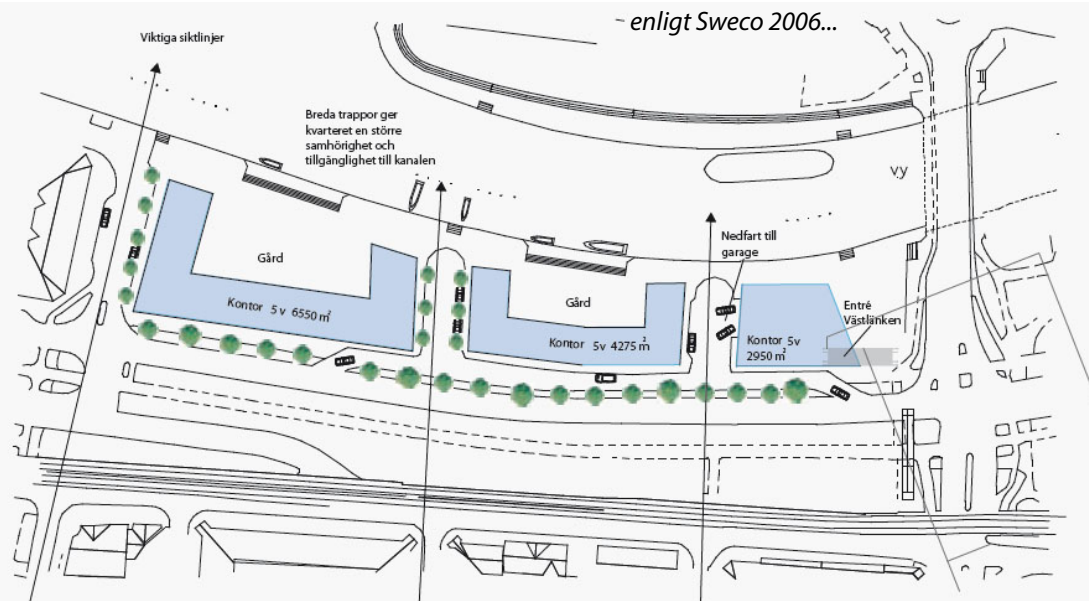 enligt Sweco 2006...
Viktiga siktlinjer
Breda trappor ger
kvarteret en större
samhörighet och
tillgänglighet till kanalen
vy
Nedfart till
garage
Gård
Gård
Entré
Västlänken
Kontor 5 v 6550 m²
Kontor 5v 4275 m²
Kontor 5v
2950 m²